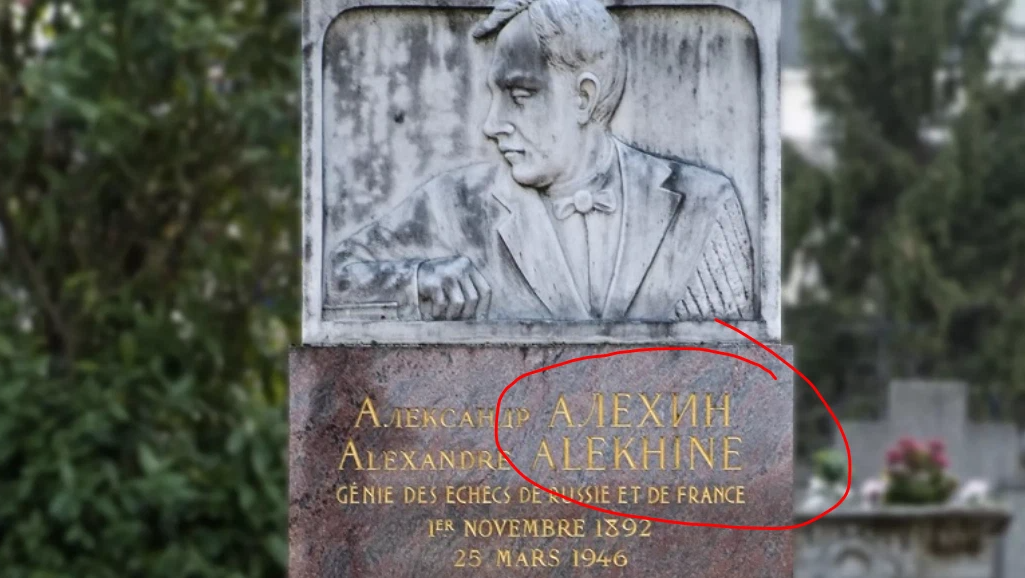 Александр АЛЕХИН
Alexandre ALEKHINE
GÉNIE DES ECHECS DE RUSSIE ET DE FRANCE
1ER NOVEMBRE 1892
25 MARS 1946